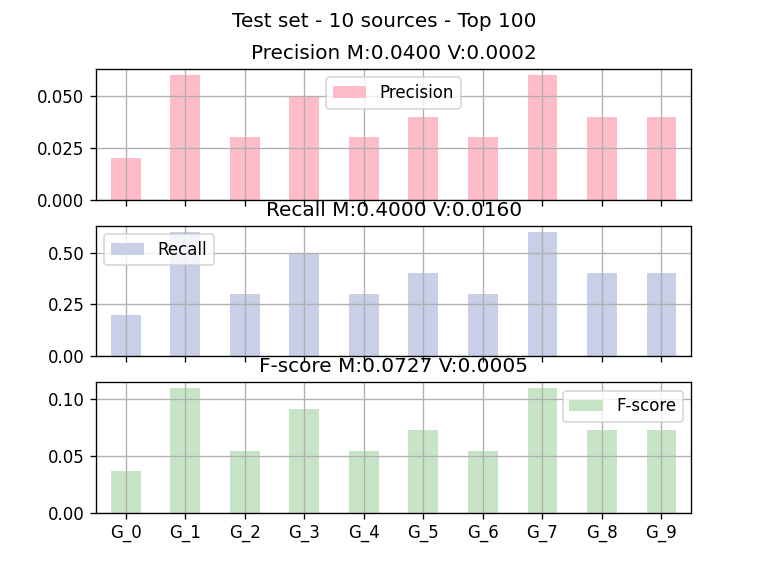 Test set - 10 sources - Top 100
Precision M:0.0400 V:0.0002
Precision
0.050
0.025
0.000
Recall M:0.4000 V:0.0160
Recall
0.50
0.25
0.00
F-score M:0.0727 V:0.0005
F-score
0.10
0.05
0.00
G_0 G_1 G_2 G_3 G_4 G_5 G_6 G_7 G_8 G_9